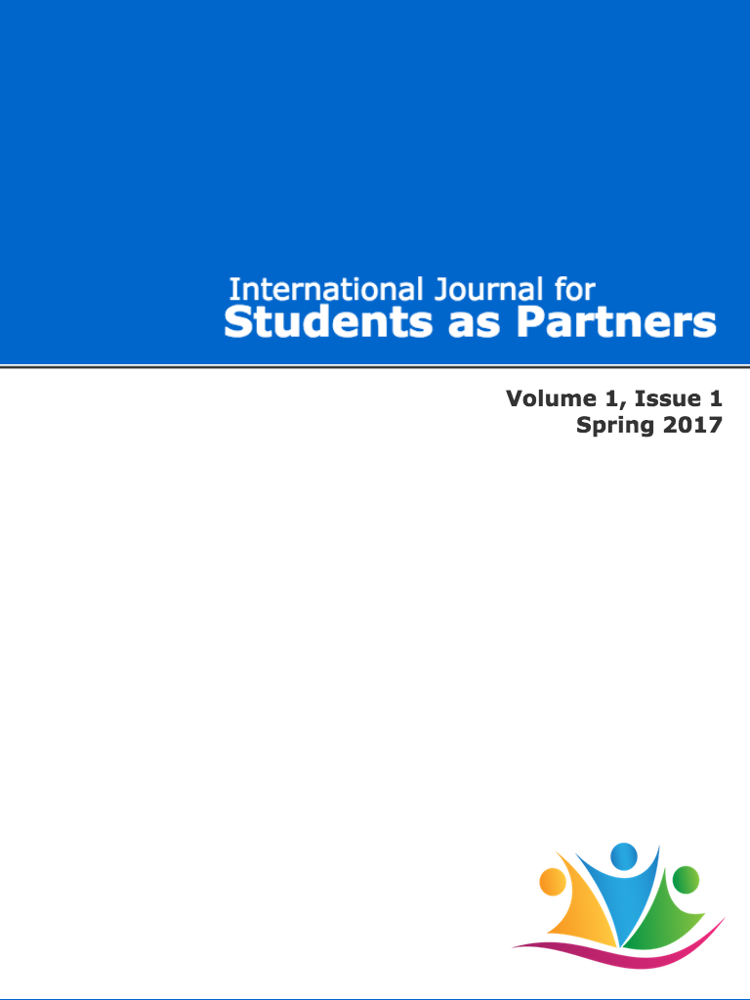 International Journal for
Students as Partners
Volume 1, Issue 1
Spring 2017